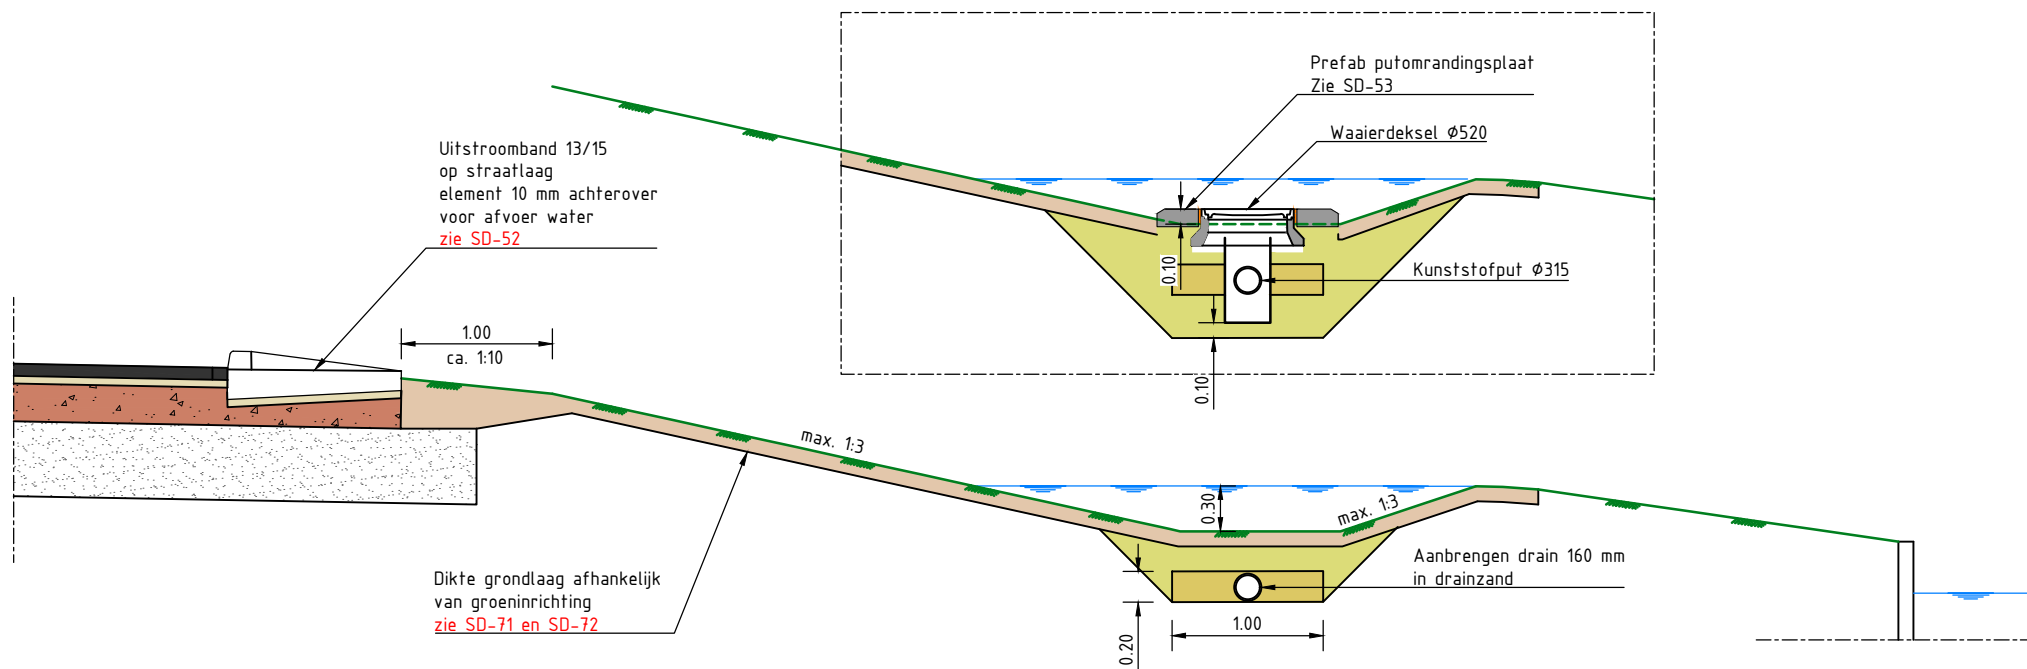 Prefab putomrandingsplaat
Zie SD-53
Waaierdeksel Ø520
Uitstroomband 13/15
op straatlaag
element 10 mm achterover
voor afvoer water
zie SD-52
0.10
Kunststofput Ø315
0.10
1.00
ca. 1:10
max. 1:3
0.30
max. 1:3
Aanbrengen drain 160 mm
in drainzand
Dikte grondlaag afhankelijk
van groeninrichting
zie SD-71 en SD-72
0.20
1.00